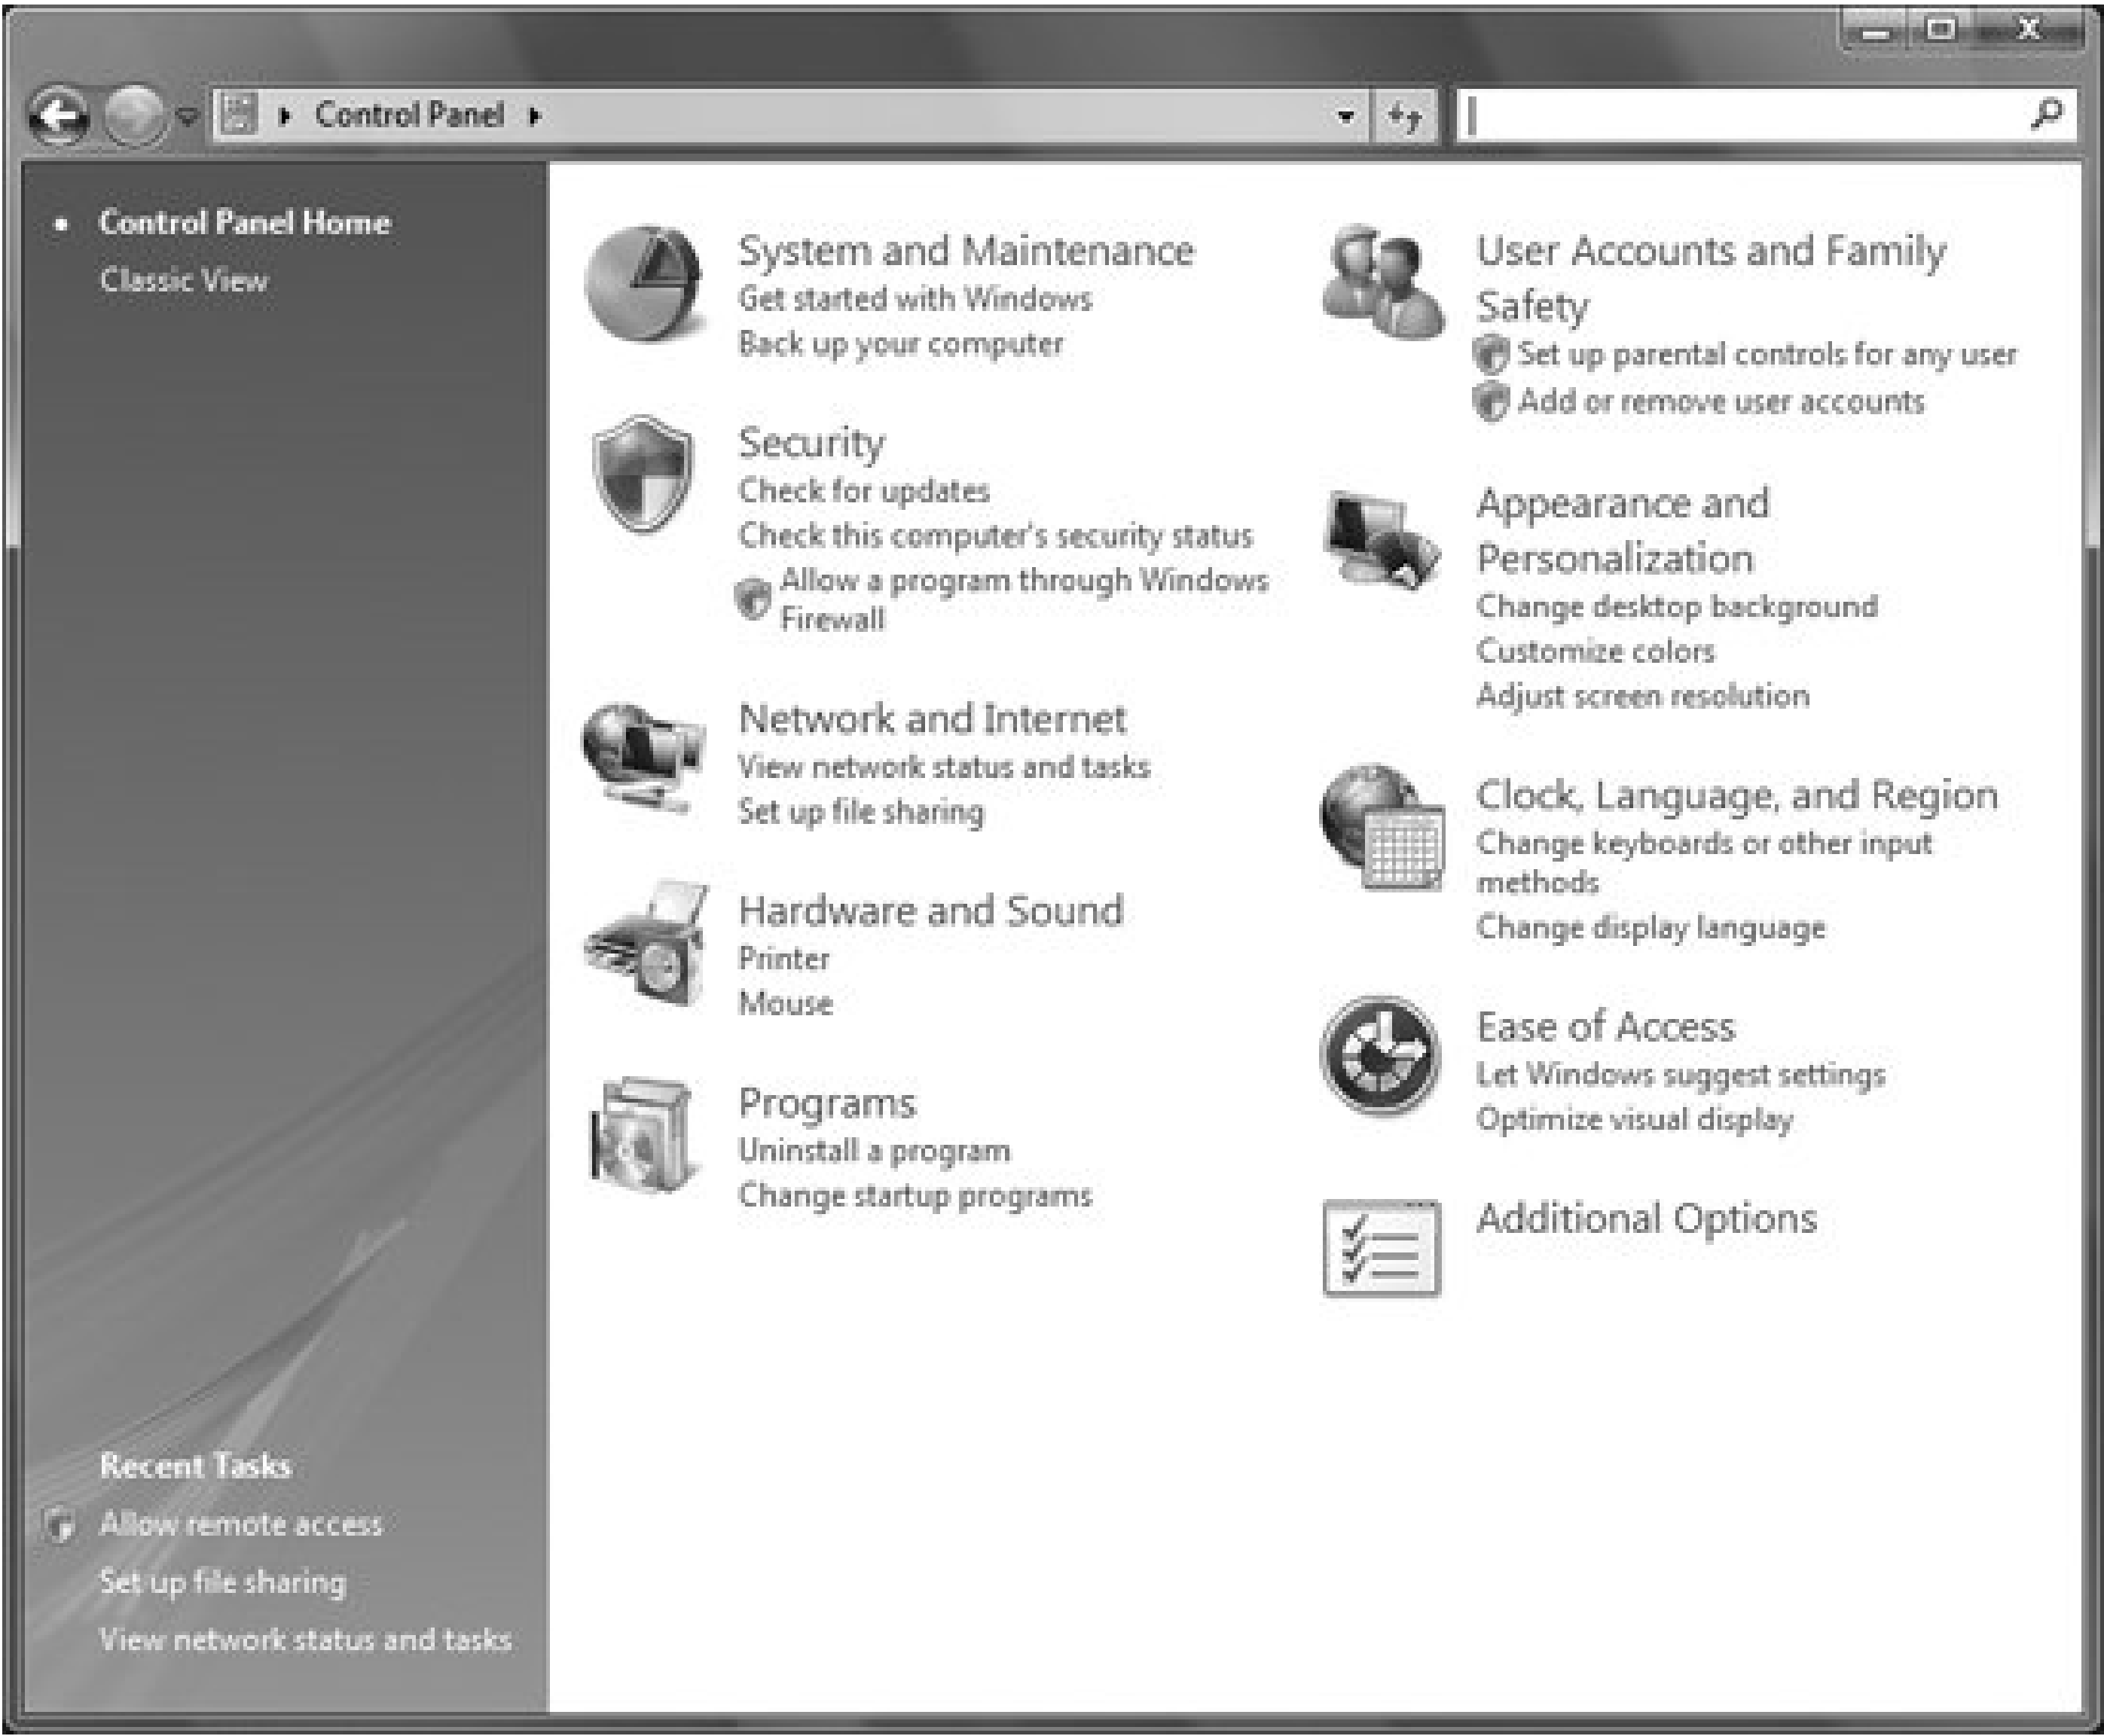 Control Panel
Control Panel Home
Classic View
System and Maintenance
Get started with Windows
Back up your computer
Security
Check for updates
Check this computer's security status
Allow a program through Windows
Firewall
Network and Internet
View network status and tasks
Set up file sharing
Hardware and Sound
Printer
Mouse
Programs
Uninstall a program
Change startup programs
User Accounts and Family
Safety
Set up parental controls for any user
Add or remove user accounts
Appearance and
Personalization
Change desktop background
Customize colors
Adjust screen resolution
Clock, Language, and Region
Change keyboards or other input
methods
Change display language
Ease of Access
Let Windows suggest settings
Optimize visual display
Additional Options
Recent Tasks
Allow remote access
Set up file sharing
View network status and tasks